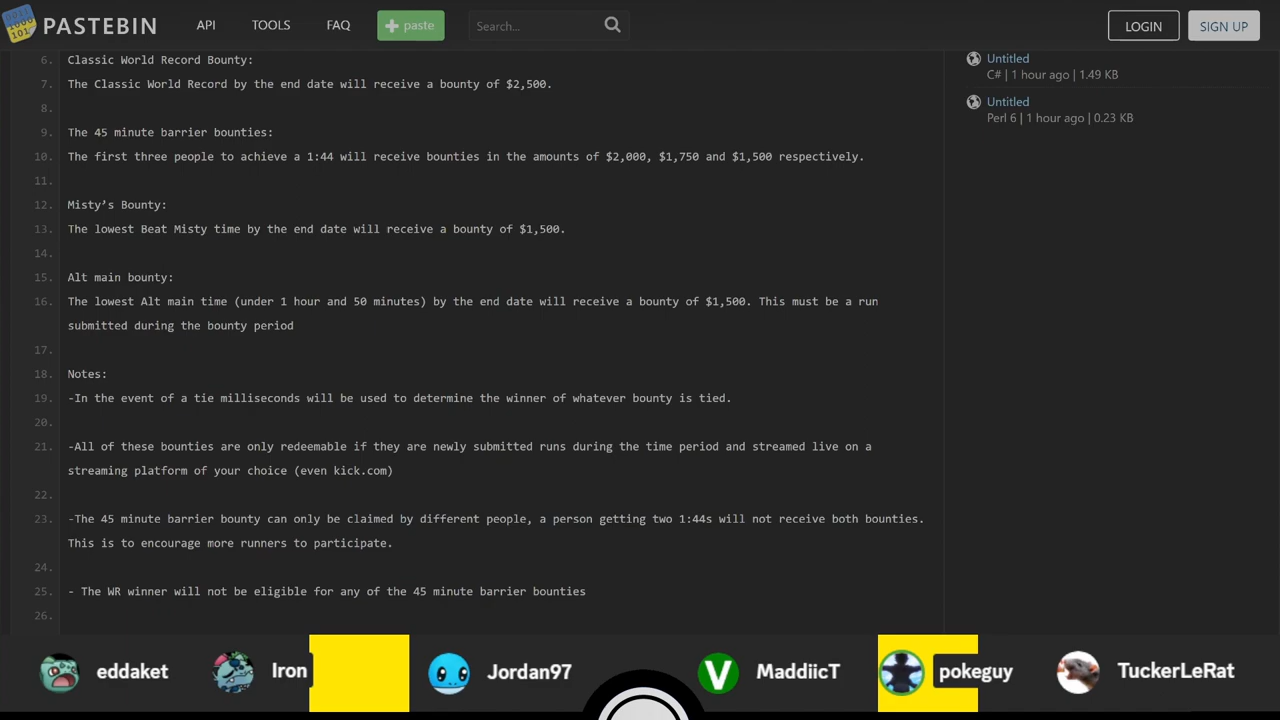 PASTEBIN API TOOLS FAQ paste Search... LOGIN SIGN UP
6. Classic World Record Bounty:
7. The Classic World Record by the end date will receive a bounty of $2,500.
8.
9. The 45 minute barrier bounties:
10. The first three people to achieve a 1:44 will receive bounties in the amounts of $2,000, $1,750 and $1,500 respectively.
11.
12. Misty’s Bounty:
13. The lowest Beat Misty time by the end date will receive a bounty of $1,500.
14.
15. Alt main bounty:
16. The lowest Alt main time (under 1 hour and 50 minutes) by the end date will receive a bounty of $1,500. This must be a run
submitted during the bounty period
17.
18. Notes:
19. -In the event of a tie milliseconds will be used to determine the winner of whatever bounty is tied.
20.
21. -All of these bounties are only redeemable if they are newly submitted runs during the time period and streamed live on a
streaming platform of your choice (even kick.com)
22.
23. -The 45 minute barrier bounty can only be claimed by different people, a person getting two 1:44s will not receive both bounties.
This is to encourage more runners to participate.
24.
25. - The WR winner will not be eligible for any of the 45 minute barrier bounties
26.
Untitled
C# | 1 hour ago | 1.49 KB
Untitled
Perl 6 | 1 hour ago | 0.23 KB
eddaket Iron Jordan97 V MaddiicT pokeguy TuckerLeRat